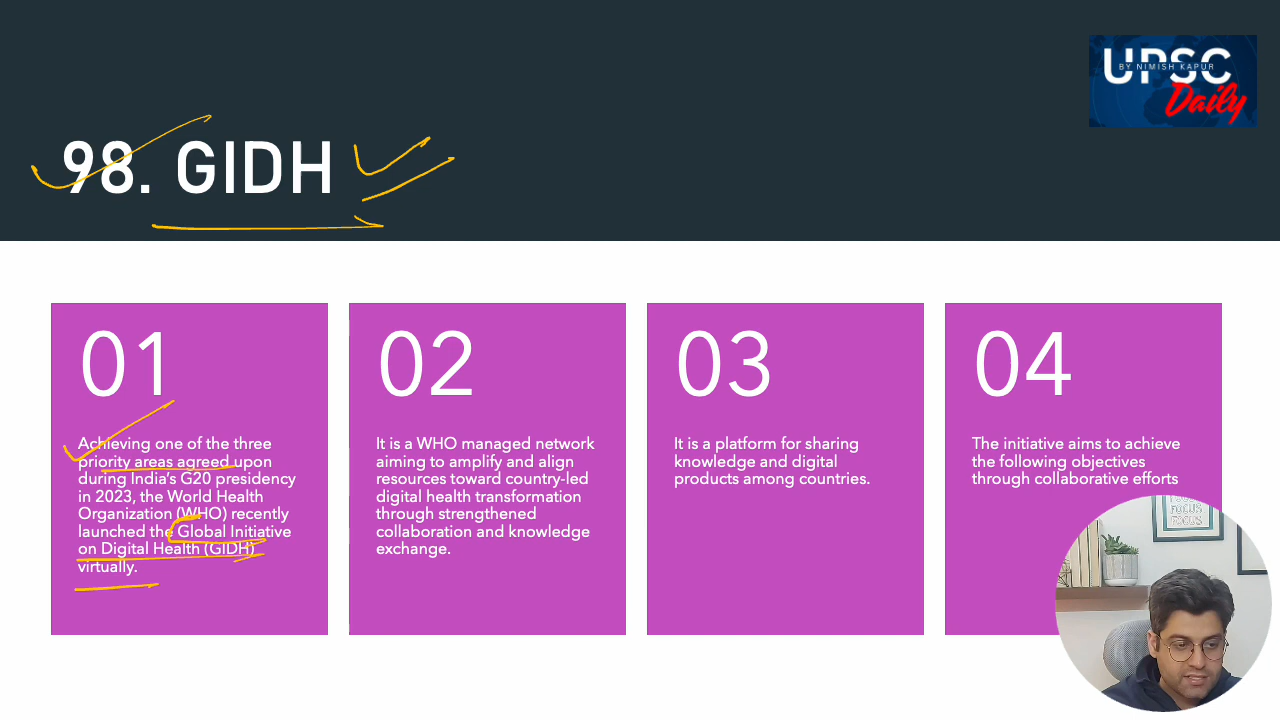 UPSC
BY NIMISH KAPUR
Daily
98. GIDH
01
Achieving one of the three
priority areas agreed upon
during India's G20 presidency
in 2023, the World Health
Organization (WHO) recently
launched the Global Initiative
on Digital Health (GIDH)
virtually.
02
It is a WHO managed network
aiming to amplify and align
resources toward country-led
digital health transformation
through strengthened
collaboration and knowledge
exchange.
03
It is a platform for sharing
knowledge and digital
products among countries.
04
The initiative aims to achieve
the following objectives
through collaborative efforts
FOCUS
FOCUS
FOCUS